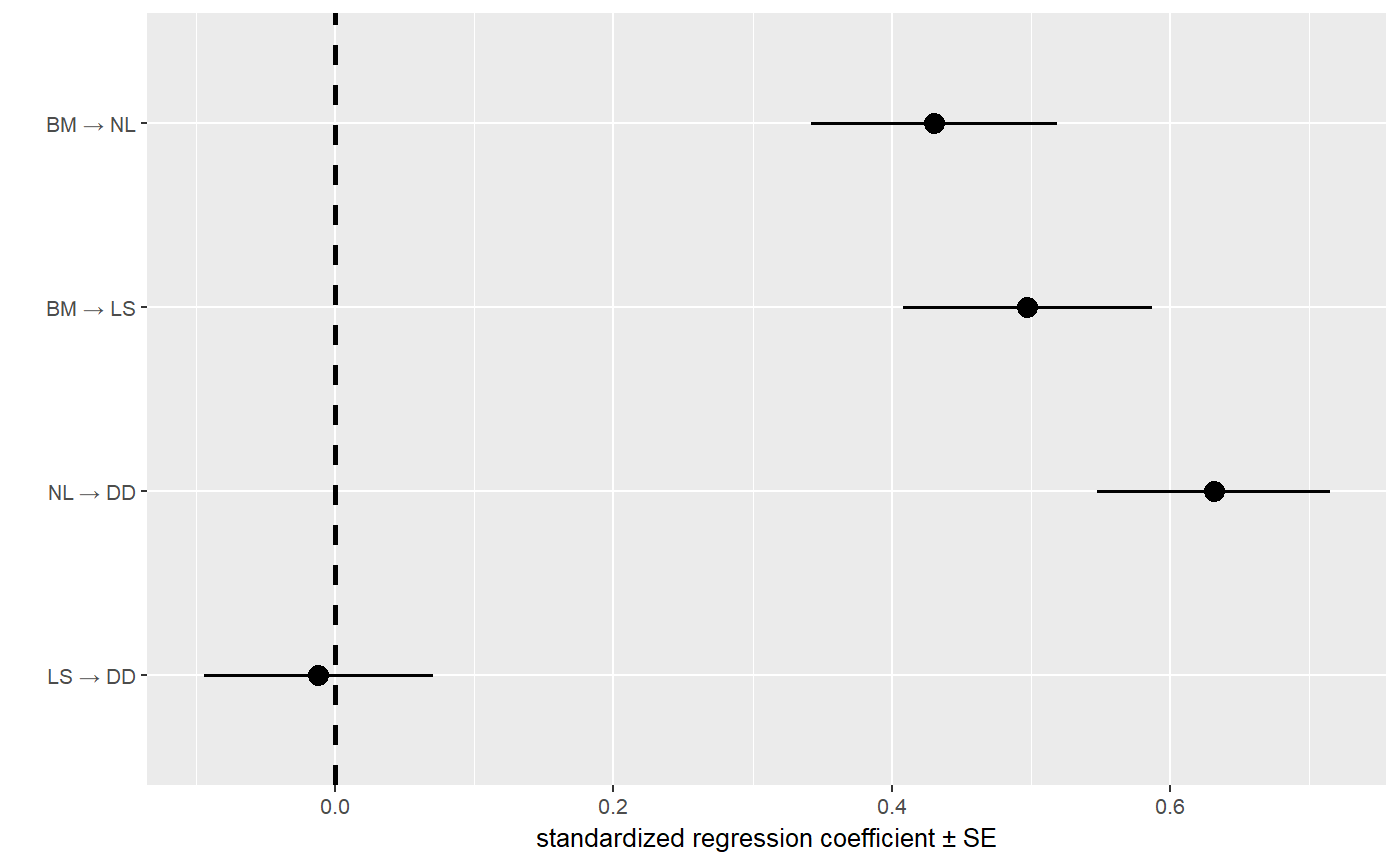 BM → NL
BM → LS
NL → DD
LS → DD
0.0 0.2 0.4 0.6
standardized regression coefficient ± SE